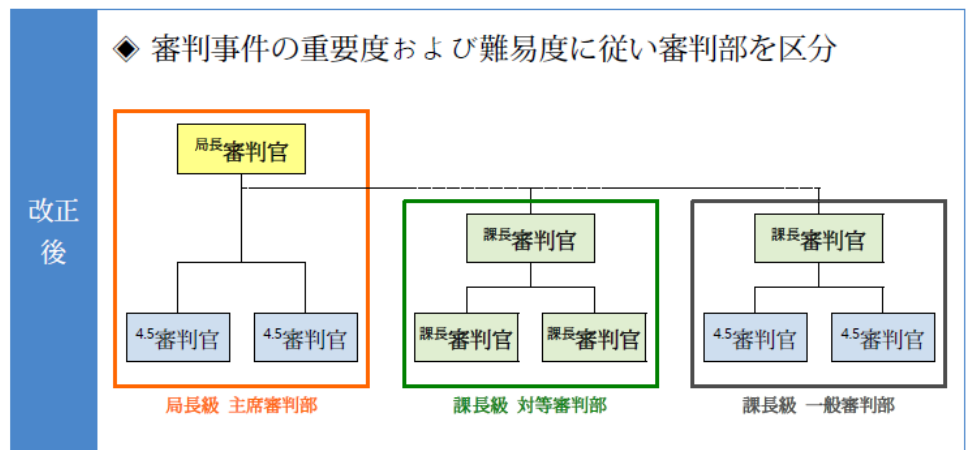 改正
後
◈ 審判事件の重要度および難易度に従い審判部を区分
局長審判官
課長審判官
課長審判官
4.5審判官
4.5審判官
課長審判官
課長審判官
4.5審判官
4.5審判官
局長級 主席審判部
課長級 対等審判部
課長級 一般審判部